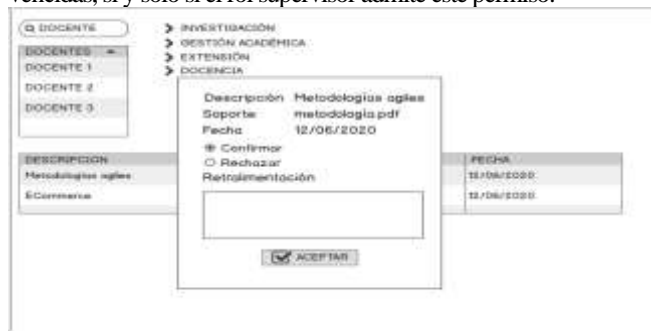 vencidas, si y solo si el rol supervisor admite este permiso.
DOCENTE
INVESTIGACIÓN
GESTIÓN ACADÉMICA
EXTENSIÓN
DOCENCIA
DOCENTES
DOCENTE 1
DOCENTE 2
DOCENTE 3
Descripción Metodologias agiles
Soporte metodologia.pdf
Fecha 12/06/2020
Confirmar
Rechazar
Retroalimentación
ACEPTAR
DESCRIPCION FECHA
Metodologias agiles 12/06/2020
ECommerce 12/06/2020